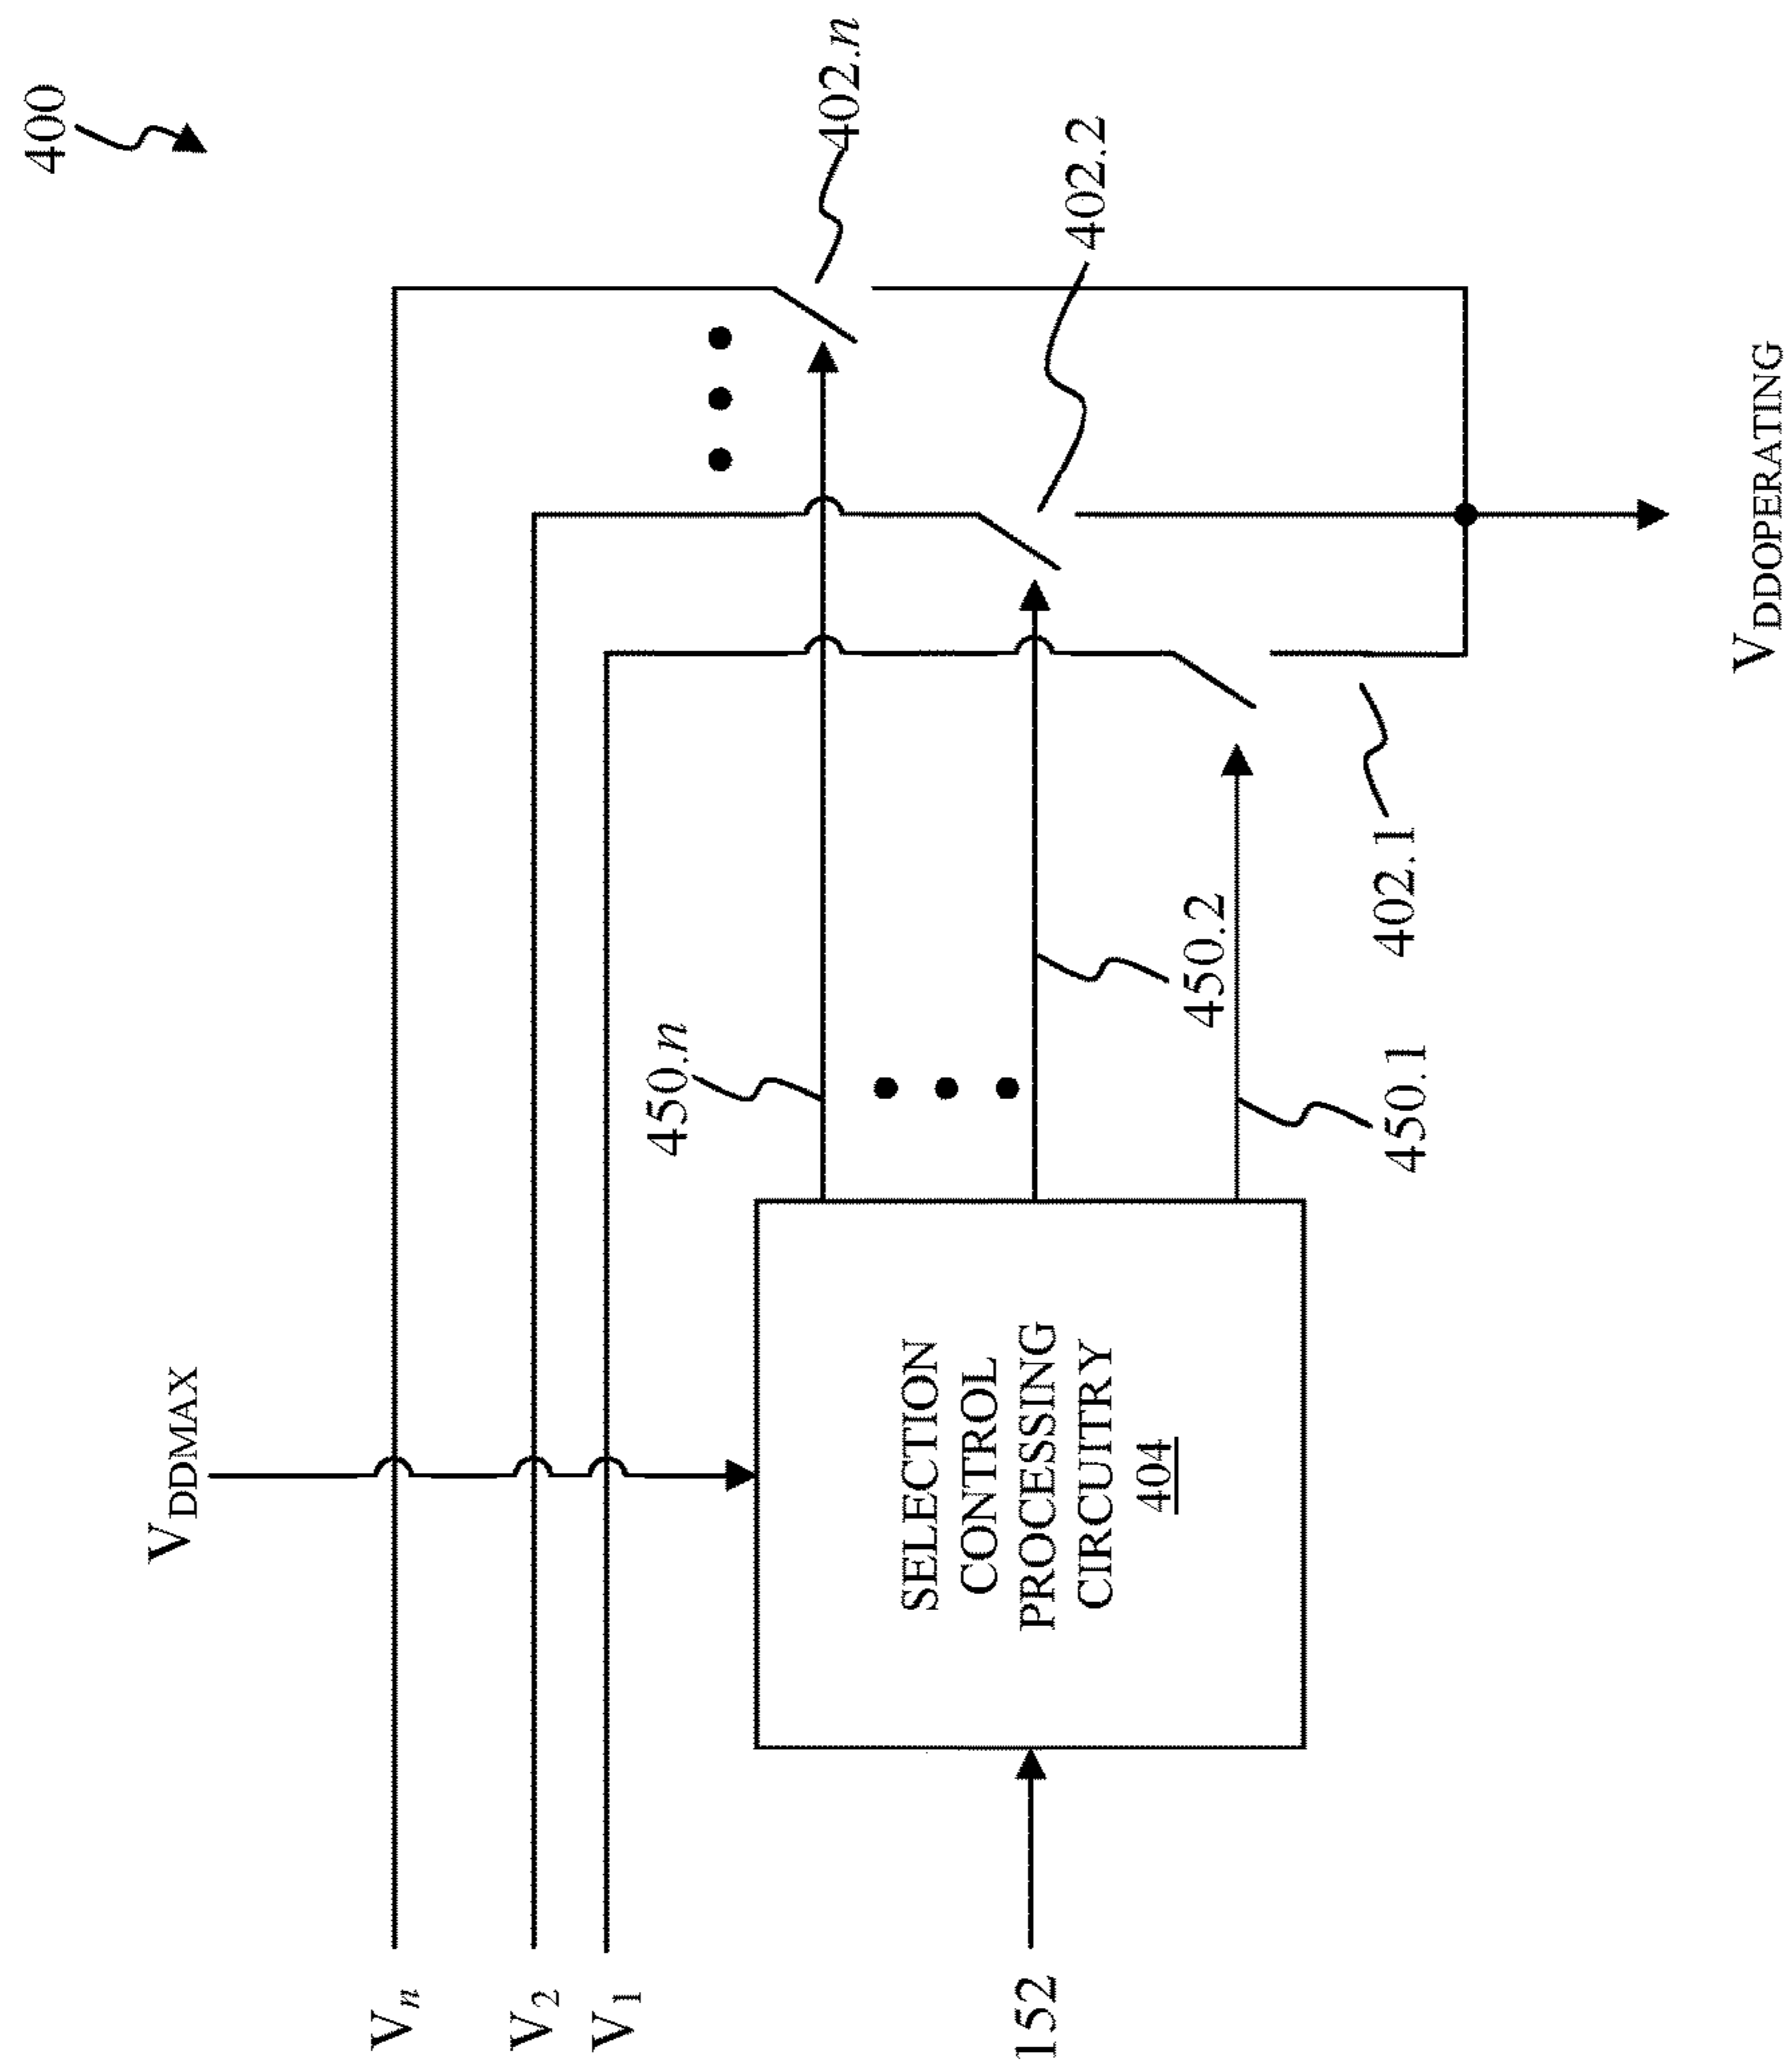 400
V_DDMAX
V_n
V_2
V_1
450.n
402.n
402.2
450.2
SELECTION
CONTROL
PROCESSING
CIRCUITRY
404
152
450.1
402.1
V_DDOPERATING